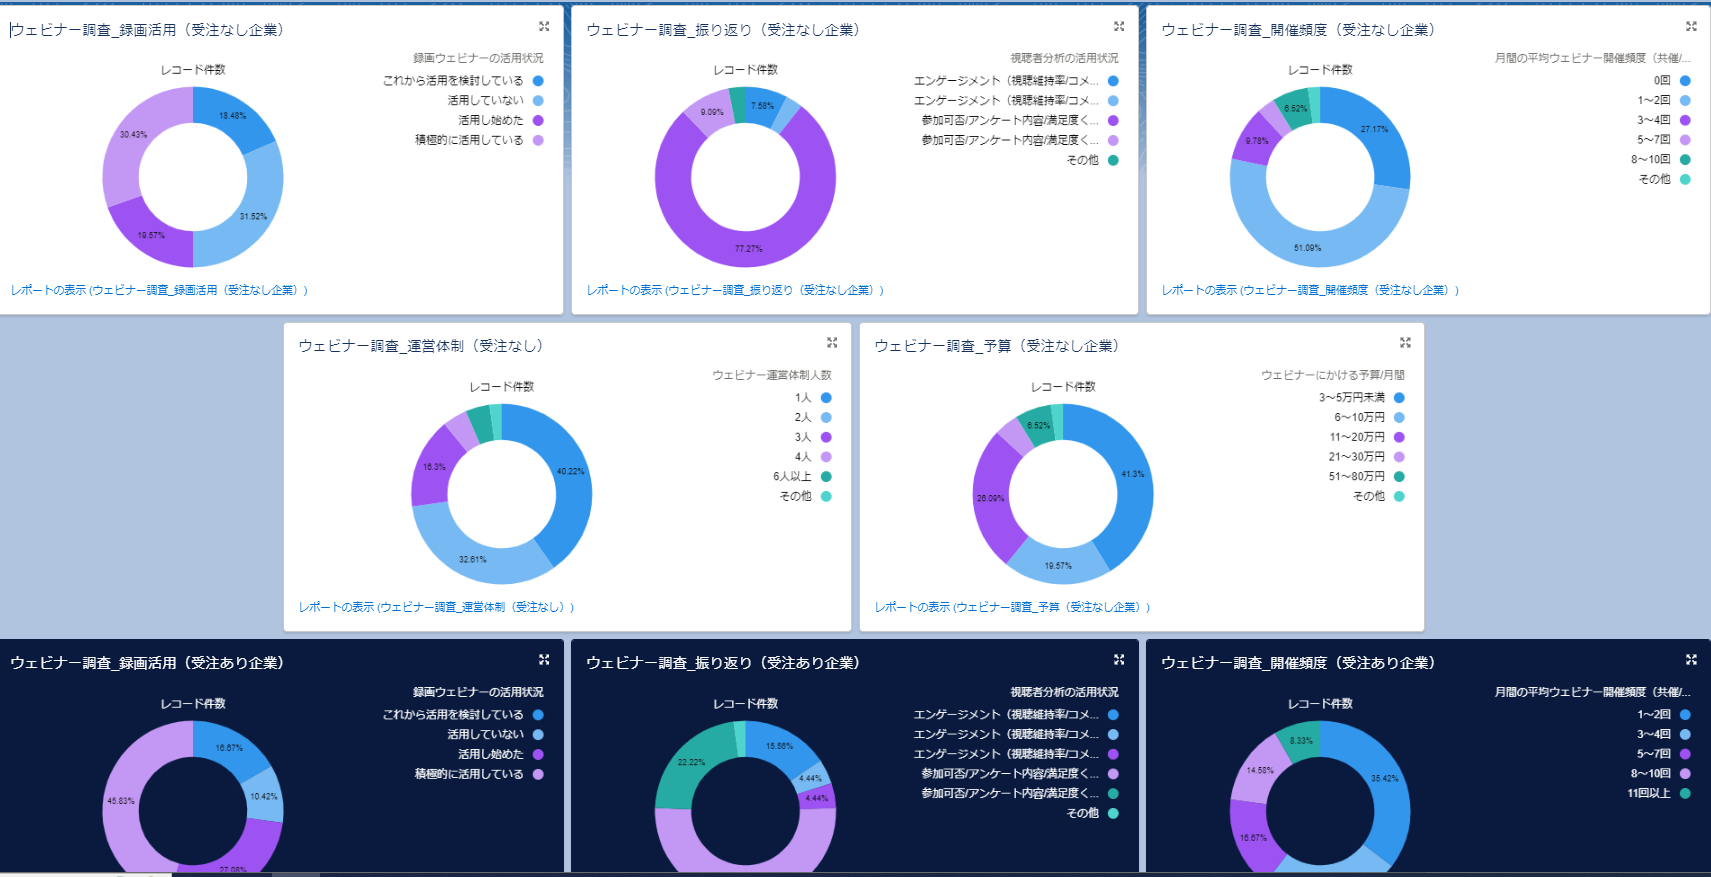 ウェビナー調査_録画活用（受注なし企業）
録画ウェビナーの活用状況
レコード件数
これから活用を検討している
活用していない
活用し始めた
積極的に活用している
18.48%
30.43%
31.52%
19.57%
レポートの表示 (ウェビナー調査_録画活用（受注なし企業）)
ウェビナー調査_振り返り（受注なし企業）
視聴者分析の活用状況
レコード件数
エンゲージメント（視聴維持率/コメ...
エンゲージメント（視聴維持率/コメ...
参加可否/アンケート内容/満足度く...
参加可否/アンケート内容/満足度く...
その他
7.58%
9.09%
77.27%
レポートの表示 (ウェビナー調査_振り返り（受注なし企業）)
ウェビナー調査_開催頻度（受注なし企業）
月間の平均ウェビナー開催頻度（共催/...
レコード件数
0回
1～2回
3～4回
5～7回
8～10回
その他
6.52%
27.17%
9.78%
51.09%
レポートの表示 (ウェビナー調査_開催頻度（受注なし企業）)
ウェビナー調査_運営体制（受注なし）
ウェビナー運営体制人数
レコード件数
1人
2人
3人
4人
6人以上
その他
16.3%
40.22%
32.61%
レポートの表示 (ウェビナー調査_運営体制（受注なし）)
ウェビナー調査_予算（受注なし企業）
ウェビナーにかける予算/月間
レコード件数
3～5万円未満
6～10万円
11～20万円
21～30万円
51～80万円
その他
6.52%
41.3%
26.09%
19.57%
レポートの表示 (ウェビナー調査_予算（受注なし企業）)
ウェビナー調査_録画活用（受注あり企業）
録画ウェビナーの活用状況
レコード件数
これから活用を検討している
活用していない
活用し始めた
積極的に活用している
16.67%
10.42%
45.83%
27.08%
ウェビナー調査_振り返り（受注あり企業）
視聴者分析の活用状況
レコード件数
エンゲージメント（視聴維持率/コメ...
エンゲージメント（視聴維持率/コメ...
エンゲージメント（視聴維持率/コメ...
参加可否/アンケート内容/満足度く...
参加可否/アンケート内容/満足度く...
その他
15.56%
22.22%
4.44%
4.44%
ウェビナー調査_開催頻度（受注あり企業）
月間の平均ウェビナー開催頻度（共催/...
レコード件数
1～2回
3～4回
5～7回
8～10回
11回以上
8.33%
14.58%
35.42%
16.67%